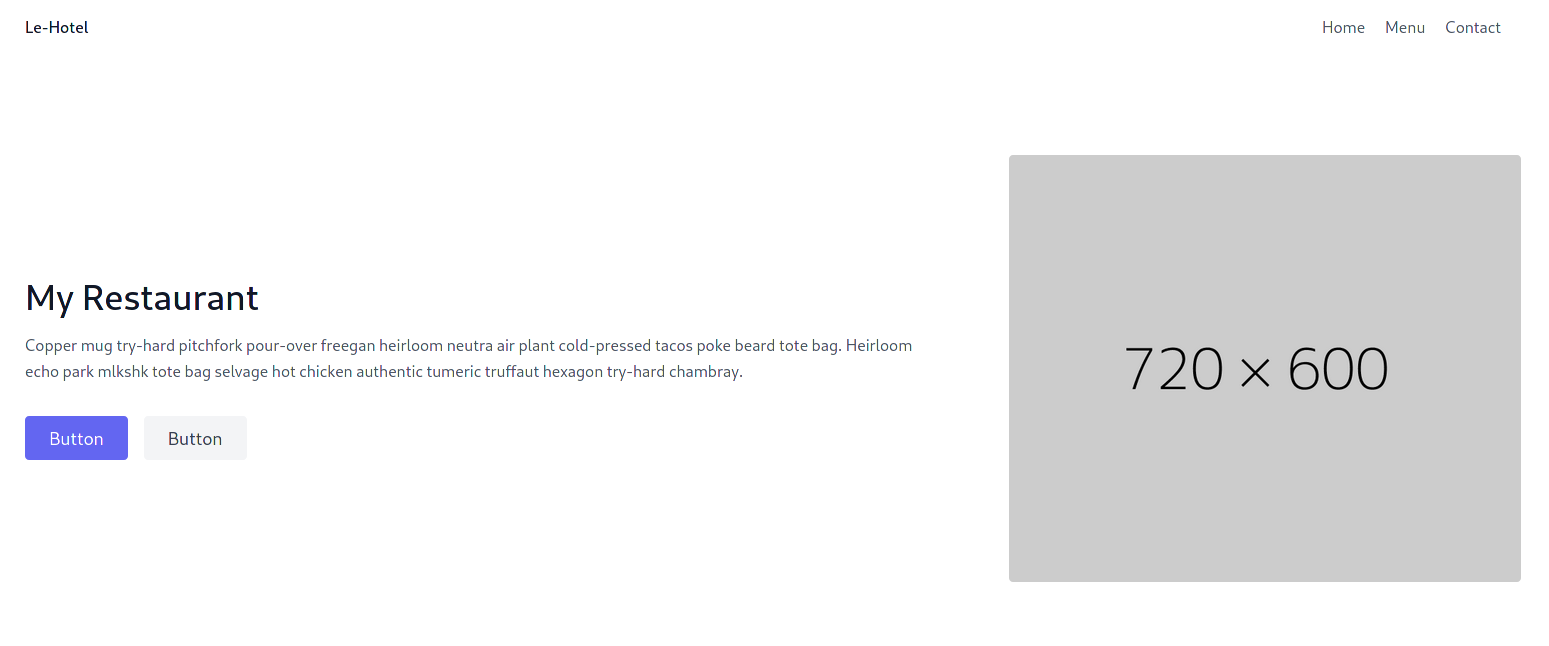 Le-Hotel
Home Menu Contact
My Restaurant
Copper mug try-hard pitchfork pour-over freegan heirloom neutra air plant cold-pressed tacos poke beard tote bag. Heirloom
echo park mlkshk tote bag selvage hot chicken authentic tumeric truffaut hexagon try-hard chambray.
Button Button
720 × 600